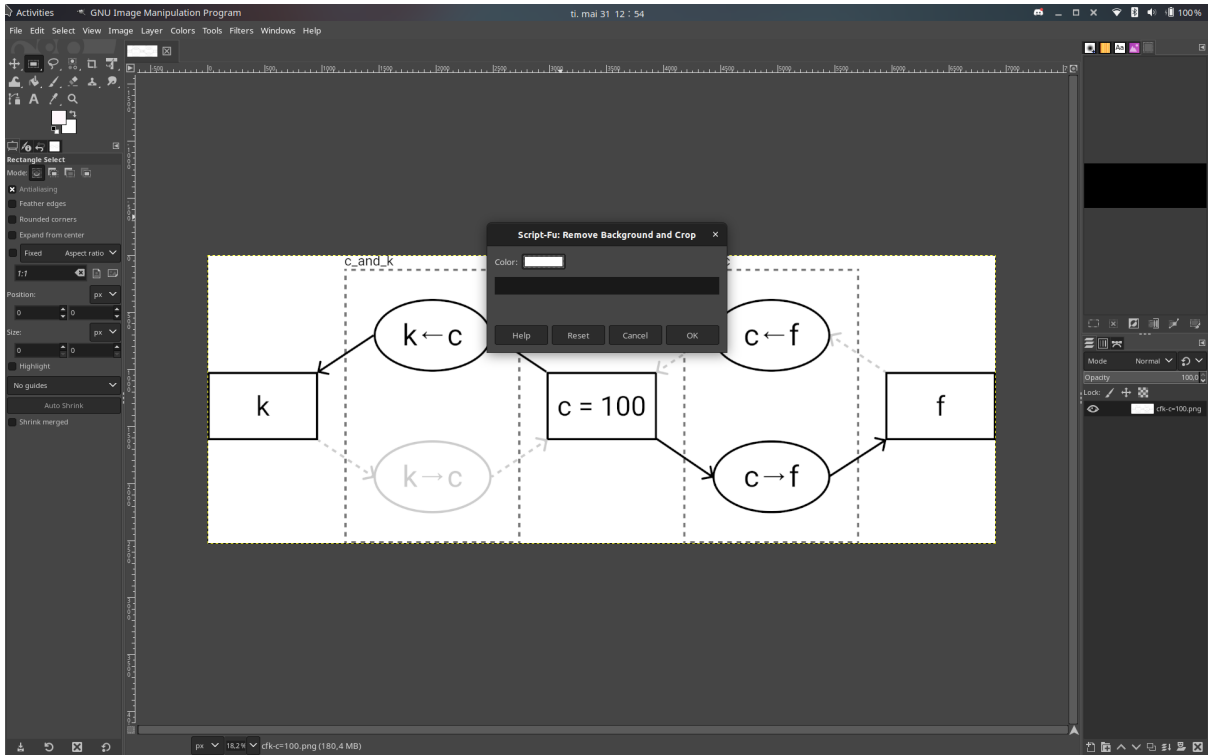 Activities GNU Image Manipulation Program ti. mai 31 12 : 54 100 %
File Edit Select View Image Layer Colors Tools Filters Windows Help
Rectangle Select
Mode:
Antialiasing
Feather edges
Rounded corners
Expand from center
Fixed Aspect ratio
1:1
Position: px
0 0
Size: px
0 0
Highlight
No guides
Auto Shrink
Shrink merged
Script-Fu: Remove Background and Crop
Color:
Help Reset Cancel OK
c_and_k
k←c
c←f
k
c = 100
f
k→c
c→f
Aa
Mode Normal
Opacity 100,0
Lock:
cfk-c=100.png
px 18.2 % cfk-c=100.png (180,4 MB)